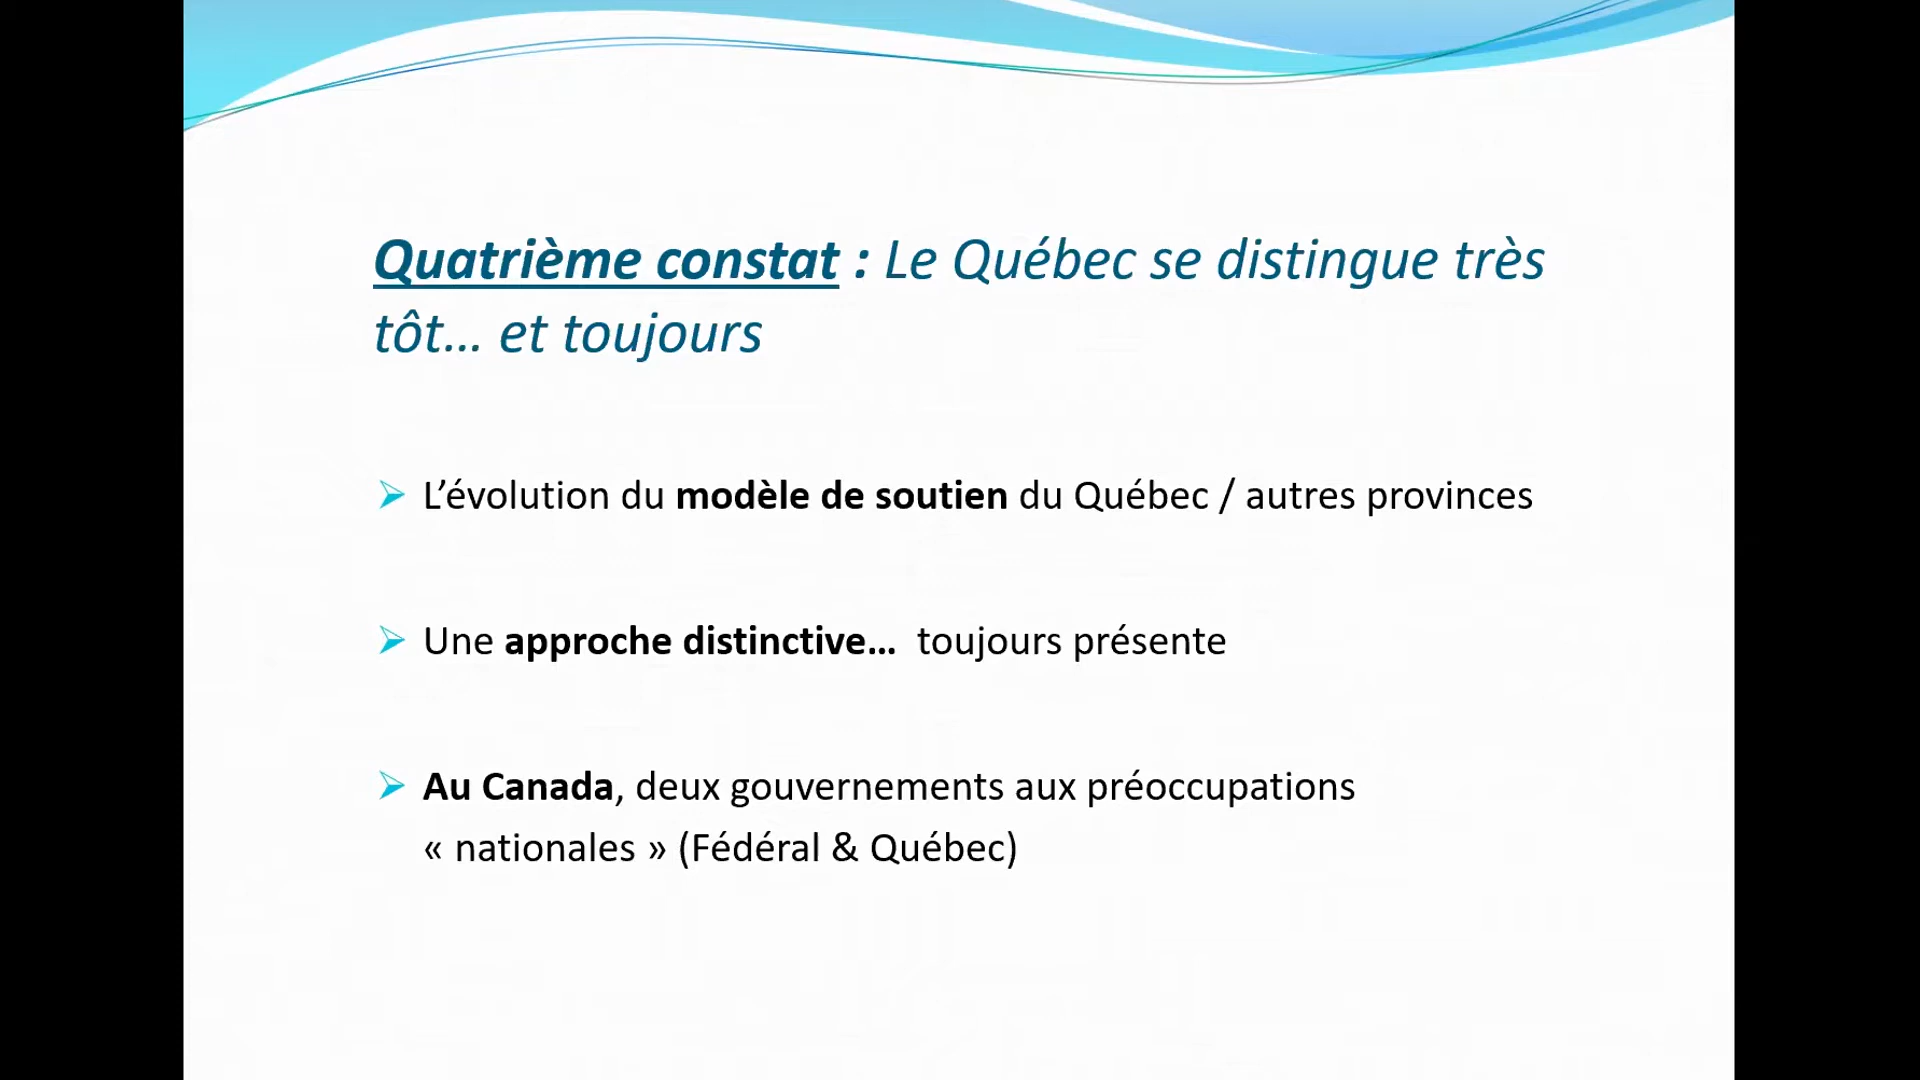 Quatrième constat : Le Québec se distingue très
tôt... et toujours
L’évolution du modèle de soutien du Québec / autres provinces
Une approche distinctive... toujours présente
Au Canada, deux gouvernements aux préoccupations
« nationales » (Fédéral & Québec)